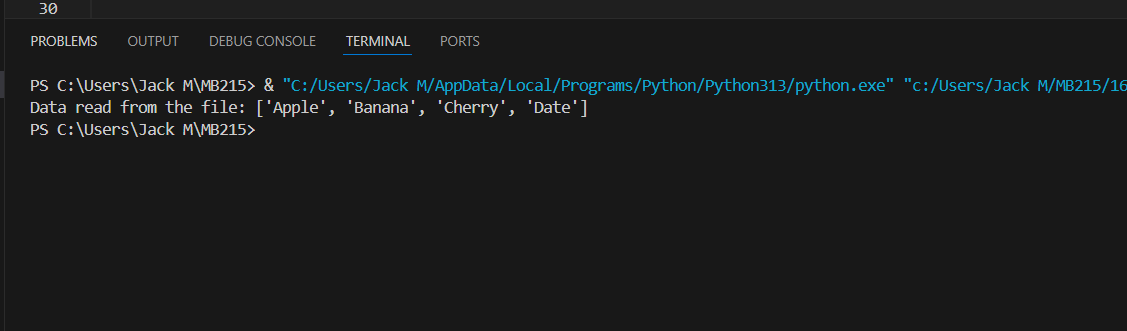 30
PROBLEMS OUTPUT DEBUG CONSOLE TERMINAL PORTS
PS C:\Users\Jack M\MB215> & "C:/Users/Jack M/AppData/Local/Programs/Python/Python313/python.exe" "c:/Users/Jack M/MB215/16
Data read from the file: ['Apple', 'Banana', 'Cherry', 'Date']
PS C:\Users\Jack M\MB215>